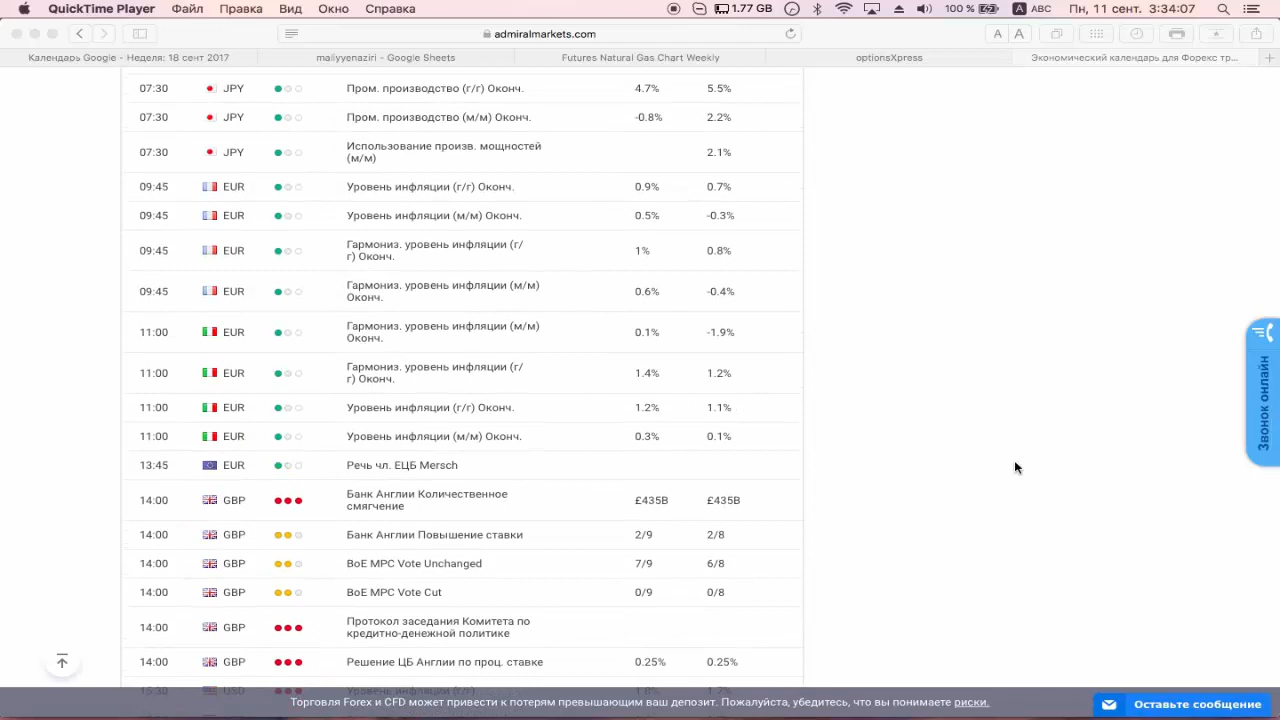 QuickTime Player Файл Правка Вид Окно Справка 1.77 GB 100 % A ABC Пн, 11 сент. 3:34:07
admiralmarkets.com A A
Календарь Google - Неделя: 18 сент 2017 maliyyenaziri - Google Sheets Futures Natural Gas Chart Weekly optionsXpress Экономический календарь для Форекс тр...
07:30 JPY Пром. производство (г/г) Оконч. 4.7% 5.5%
07:30 JPY Пром. производство (м/м) Оконч. -0.8% 2.2%
07:30 JPY Использование произв. мощностей
(м/м) 2.1%
09:45 EUR Уровень инфляции (г/г) Оконч. 0.9% 0.7%
09:45 EUR Уровень инфляции (м/м) Оконч. 0.5% -0.3%
09:45 EUR Гармониз. уровень инфляции (г/
г) Оконч. 1% 0.8%
09:45 EUR Гармониз. уровень инфляции (м/м)
Оконч. 0.6% -0.4%
11:00 EUR Гармониз. уровень инфляции (м/м)
Оконч. 0.1% -1.9%
11:00 EUR Гармониз. уровень инфляции (г/
г) Оконч. 1.4% 1.2%
11:00 EUR Уровень инфляции (г/г) Оконч. 1.2% 1.1%
11:00 EUR Уровень инфляции (м/м) Оконч. 0.3% 0.1%
13:45 EUR Речь чл. ЕЦБ Mersch
14:00 GBP Банк Англии Количественное
смягчение £435B £435B
14:00 GBP Банк Англии Повышение ставки 2/9 2/8
14:00 GBP BoE MPC Vote Unchanged 7/9 6/8
14:00 GBP BoE MPC Vote Cut 0/9 0/8
14:00 GBP Протокол заседания Комитета по
кредитно-денежной политике
14:00 GBP Решение ЦБ Англии по проц. ставке 0.25% 0.25%
15:30 USD Уровень инфляции (г/г) 1.8% 1.7%
Звонок онлайн
Торговля Forex и CFD может привести к потерям превышающим ваш депозит. Пожалуйста, убедитесь, что вы понимаете риски.
Оставьте сообщение